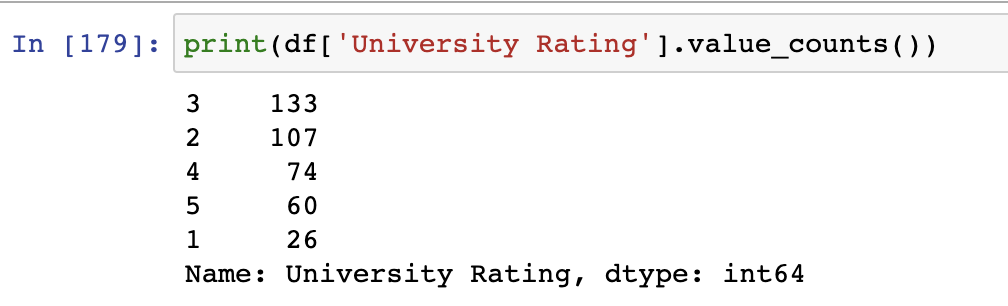 In [179]: print(df['University Rating'].value_counts())
3    133
2    107
4     74
5     60
1     26
Name: University Rating, dtype: int64